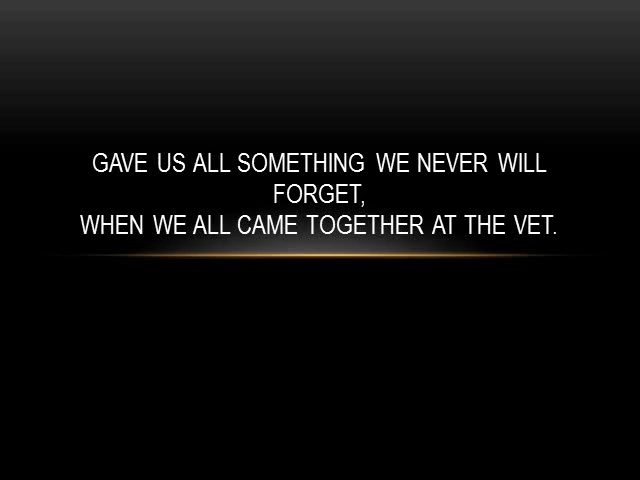 GAVE US ALL SOMETHING WE NEVER WILL
FORGET,
WHEN WE ALL CAME TOGETHER AT THE VET.